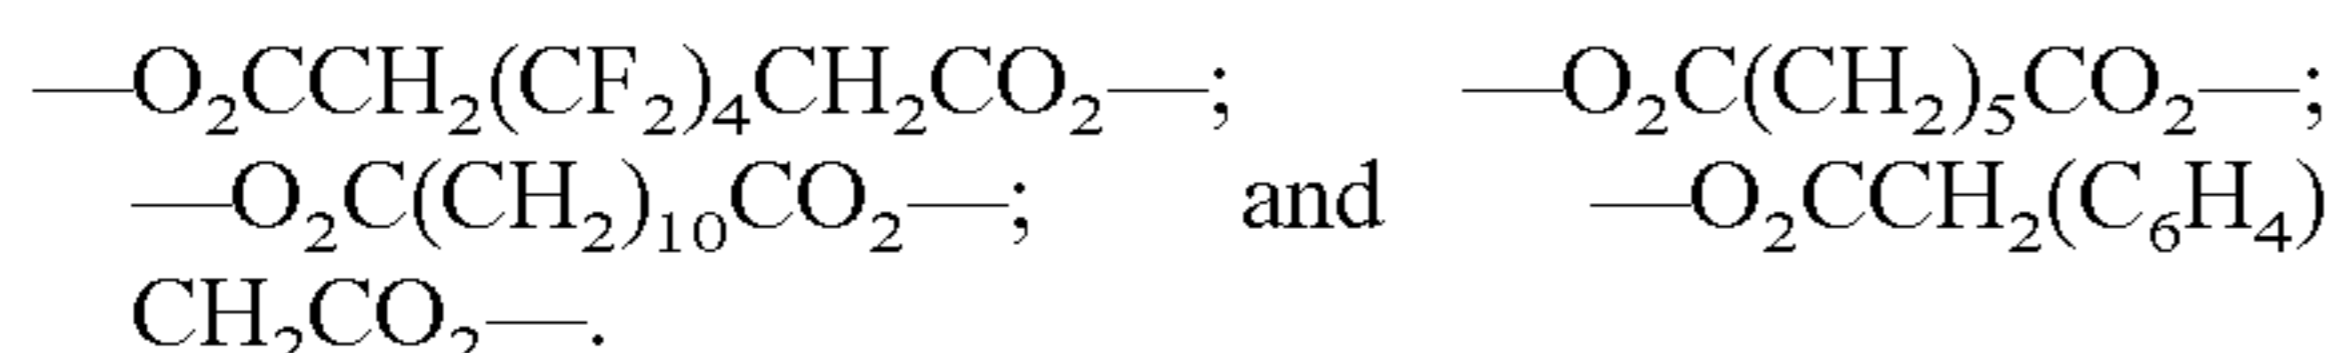 —O₂CCH₂(CF₂)₄CH₂CO₂—; —O₂C(CH₂)₅CO₂—;
—O₂C(CH₂)₁₀CO₂—; and —O₂CCH₂(C₆H₄)
CH₂CO₂—.